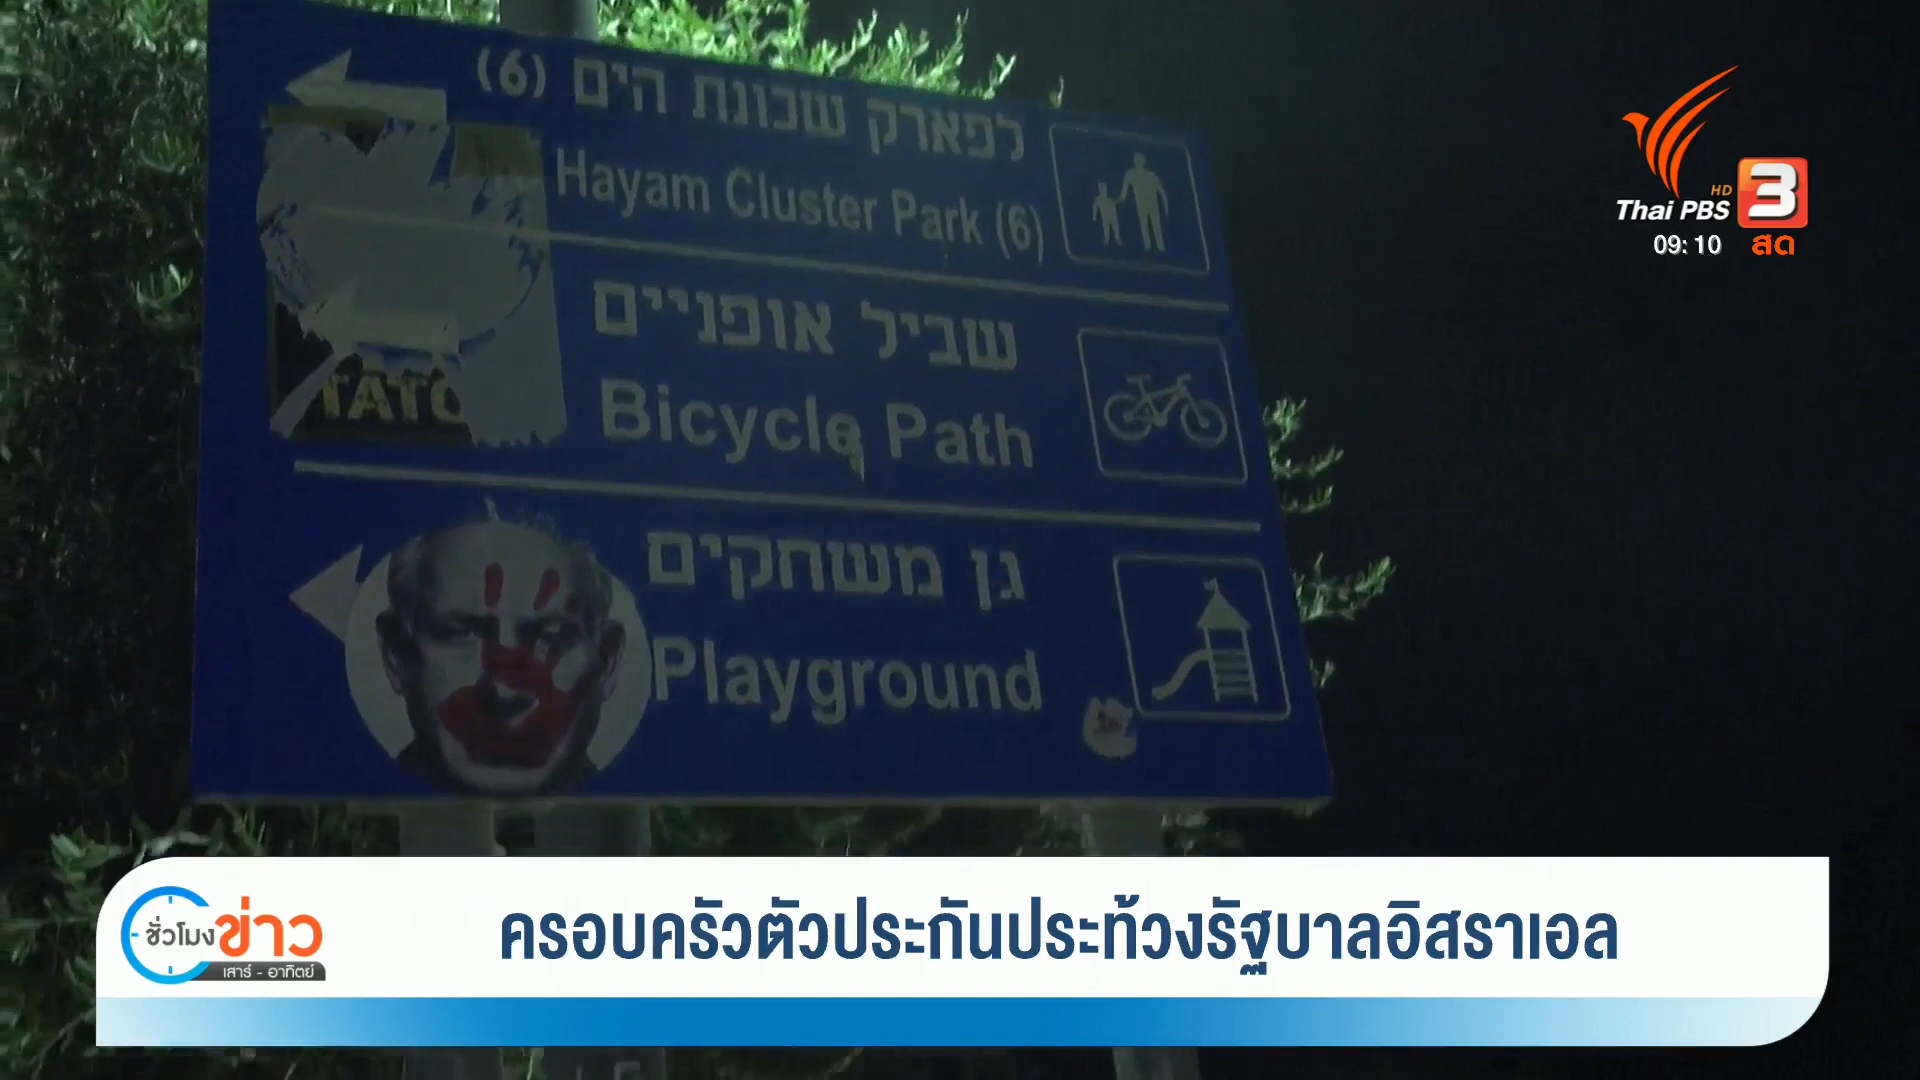 לפארק שכונת הים (6)
Hayam Cluster Park (6)
שביל אופניים
Bicycle Path
TATO
גן משחקים
Playground
HD
Thai PBS 3
09:10 สด
ชั่วโมงข่าว
เสาร์ - อาทิตย์
ครอบครัวตัวประกันประท้วงรัฐบาลอิสราเอล